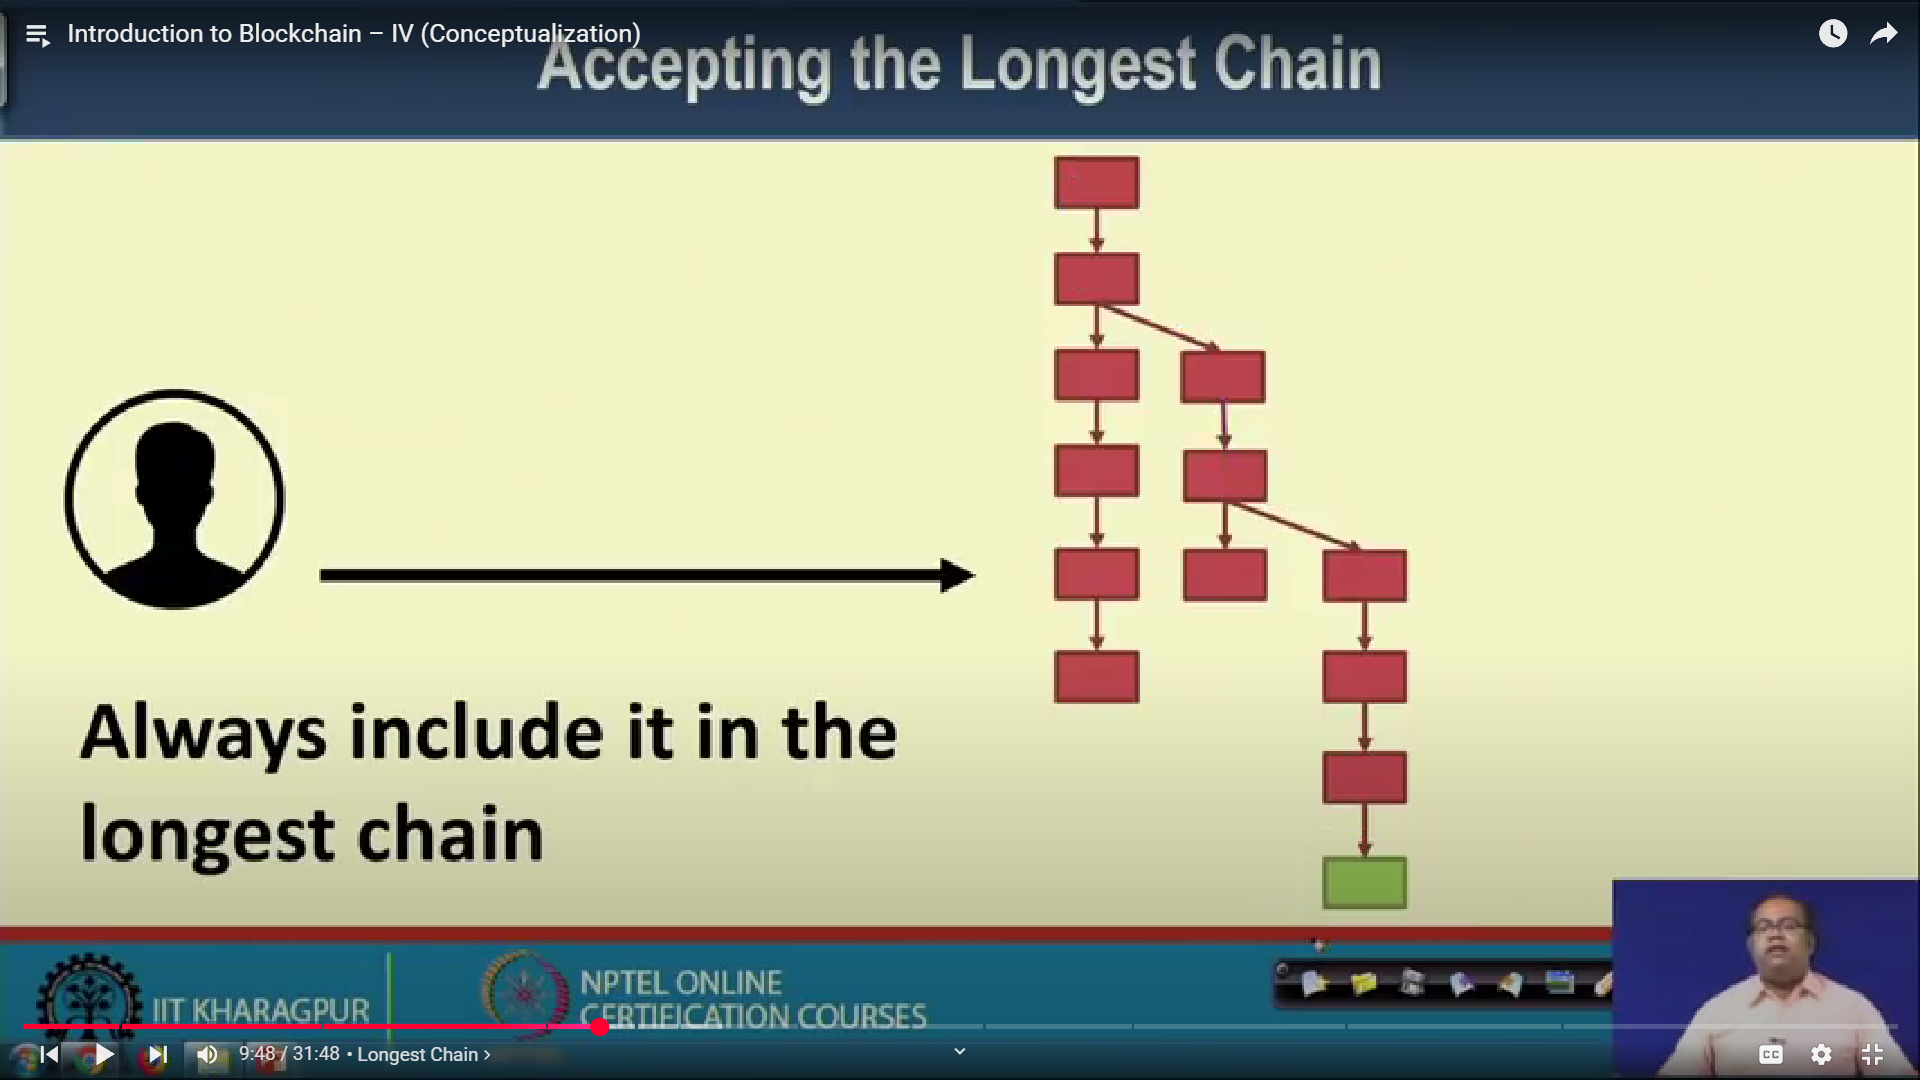 Introduction to Blockchain – IV (Conceptualization)
Accepting the Longest Chain
Always include it in the
longest chain
IIT KHARAGPUR
NPTEL ONLINE
CERTIFICATION COURSES
9:48 / 31:48 • Longest Chain ›
CC